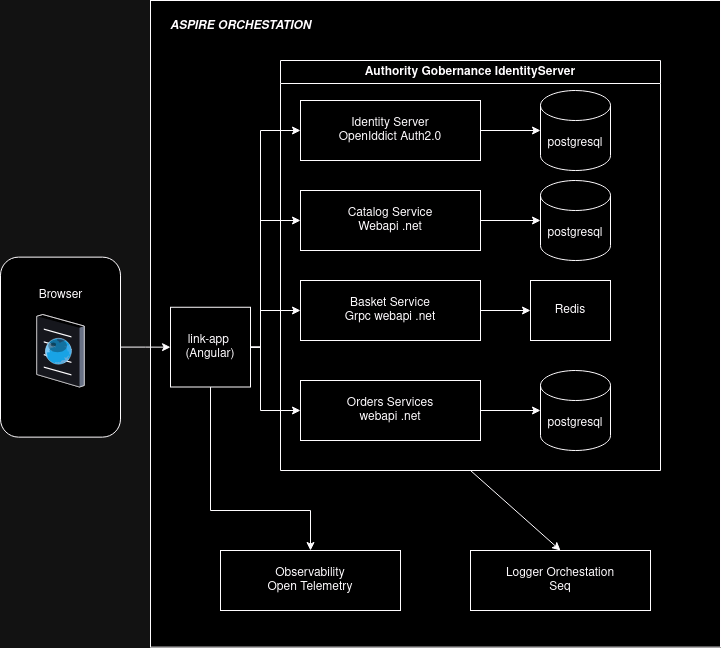 ASPIRE ORCHESTATION
Authority Gobernance IdentityServer
Identity Server
OpenIddict Auth2.0
postgresql
Catalog Service
Webapi .net
postgresql
Browser
Basket Service
Grpc webapi .net
Redis
link-app
(Angular)
Orders Services
webapi .net
postgresql
Observability
Open Telemetry
Logger Orchestation
Seq